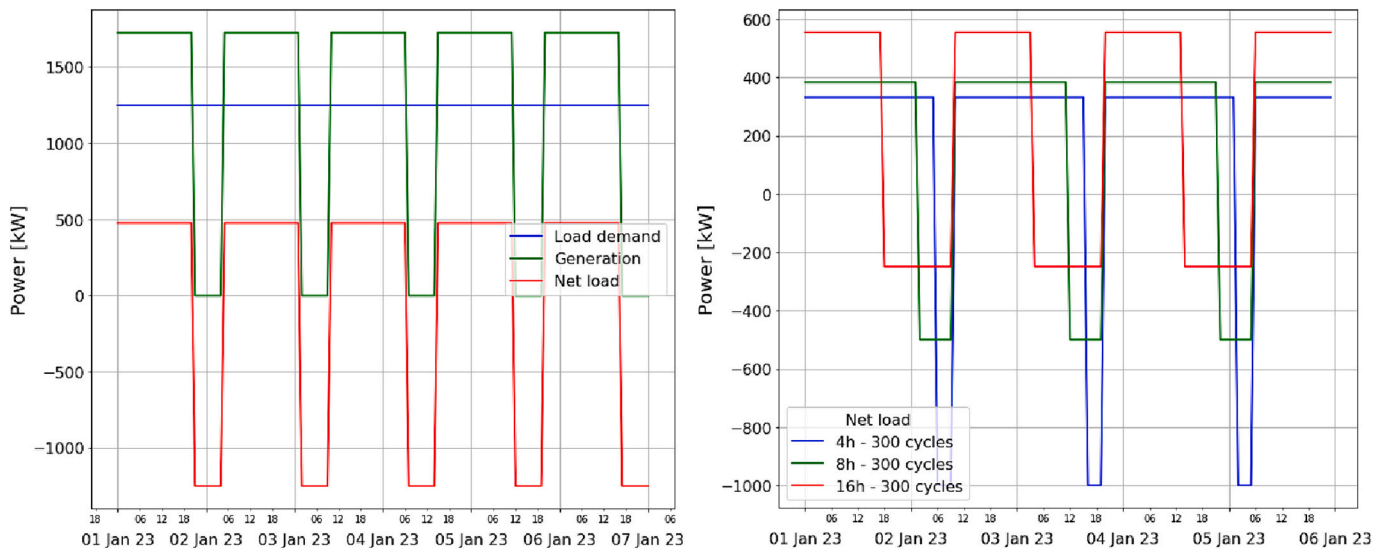 Power [kW]
1500
1000
500
0
−500
−1000
Load demand
Generation
Net load
18 06 12 18 06 12 18 06 12 18 06 12 18 06 12 18 06 12 18 06
01 Jan 23 02 Jan 23 03 Jan 23 04 Jan 23 05 Jan 23 06 Jan 23 07 Jan 23
Power [kW]
600
400
200
0
−200
−400
−600
−800
−1000
Net load
4h - 300 cycles
8h - 300 cycles
16h - 300 cycles
06 12 18 06 12 18 06 12 18 06 12 18 06 12 18
01 Jan 23 02 Jan 23 03 Jan 23 04 Jan 23 05 Jan 23 06 Jan 23